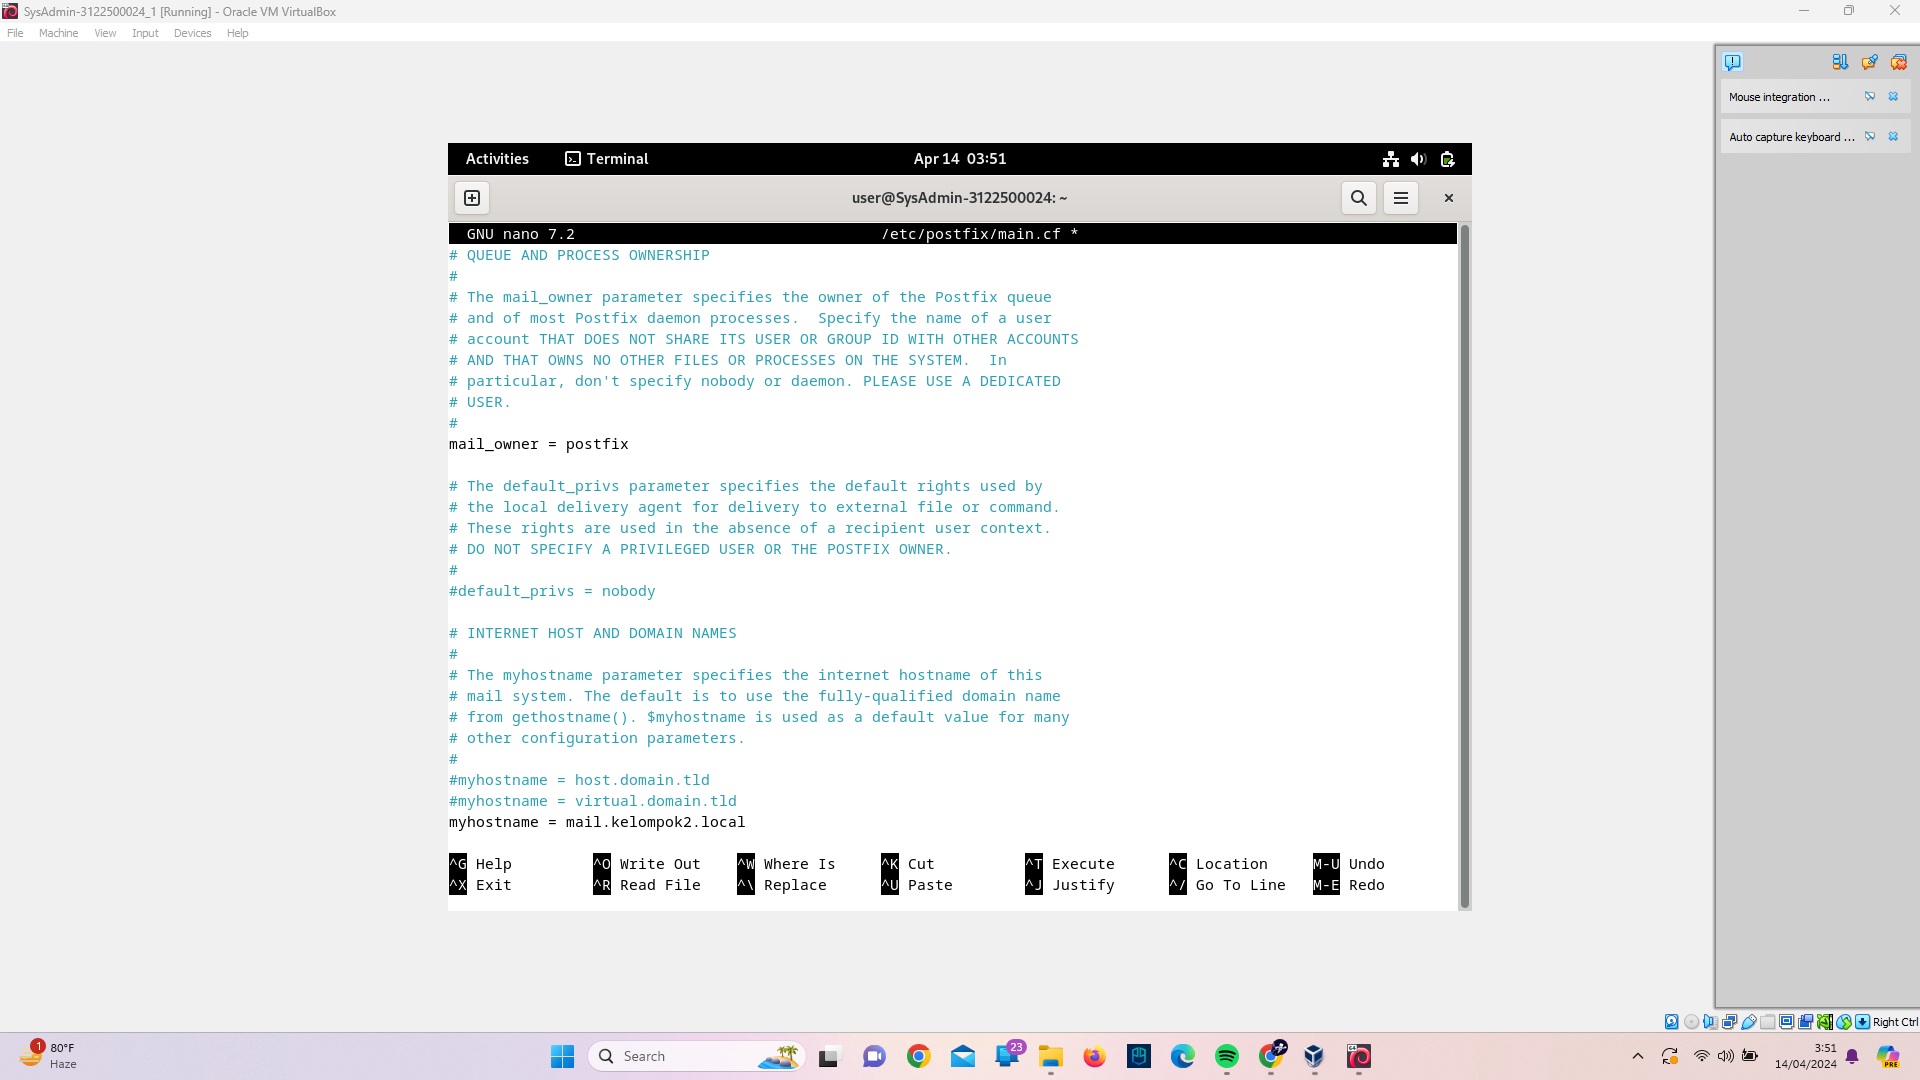 SysAdmin-3122500024_1 [Running] - Oracle VM VirtualBox
File Machine View Input Devices Help
Mouse integration ...
Auto capture keyboard ...
Activities Terminal Apr 14 03:51
user@SysAdmin-3122500024: ~
GNU nano 7.2 /etc/postfix/main.cf *
# QUEUE AND PROCESS OWNERSHIP
#
# The mail_owner parameter specifies the owner of the Postfix queue
# and of most Postfix daemon processes.  Specify the name of a user
# account THAT DOES NOT SHARE ITS USER OR GROUP ID WITH OTHER ACCOUNTS
# AND THAT OWNS NO OTHER FILES OR PROCESSES ON THE SYSTEM.  In
# particular, don't specify nobody or daemon. PLEASE USE A DEDICATED
# USER.
#
mail_owner = postfix
# The default_privs parameter specifies the default rights used by
# the local delivery agent for delivery to external file or command.
# These rights are used in the absence of a recipient user context.
# DO NOT SPECIFY A PRIVILEGED USER OR THE POSTFIX OWNER.
#
#default_privs = nobody
# INTERNET HOST AND DOMAIN NAMES
#
# The myhostname parameter specifies the internet hostname of this
# mail system. The default is to use the fully-qualified domain name
# from gethostname(). $myhostname is used as a default value for many
# other configuration parameters.
#
#myhostname = host.domain.tld
#myhostname = virtual.domain.tld
myhostname = mail.kelompok2.local
^G Help ^O Write Out ^W Where Is ^K Cut ^T Execute ^C Location M-U Undo
^X Exit ^R Read File ^\ Replace ^U Paste ^J Justify ^/ Go To Line M-E Redo
Right Ctrl
1
80°F
Haze
Search
23
3:51
14/04/2024
PRE